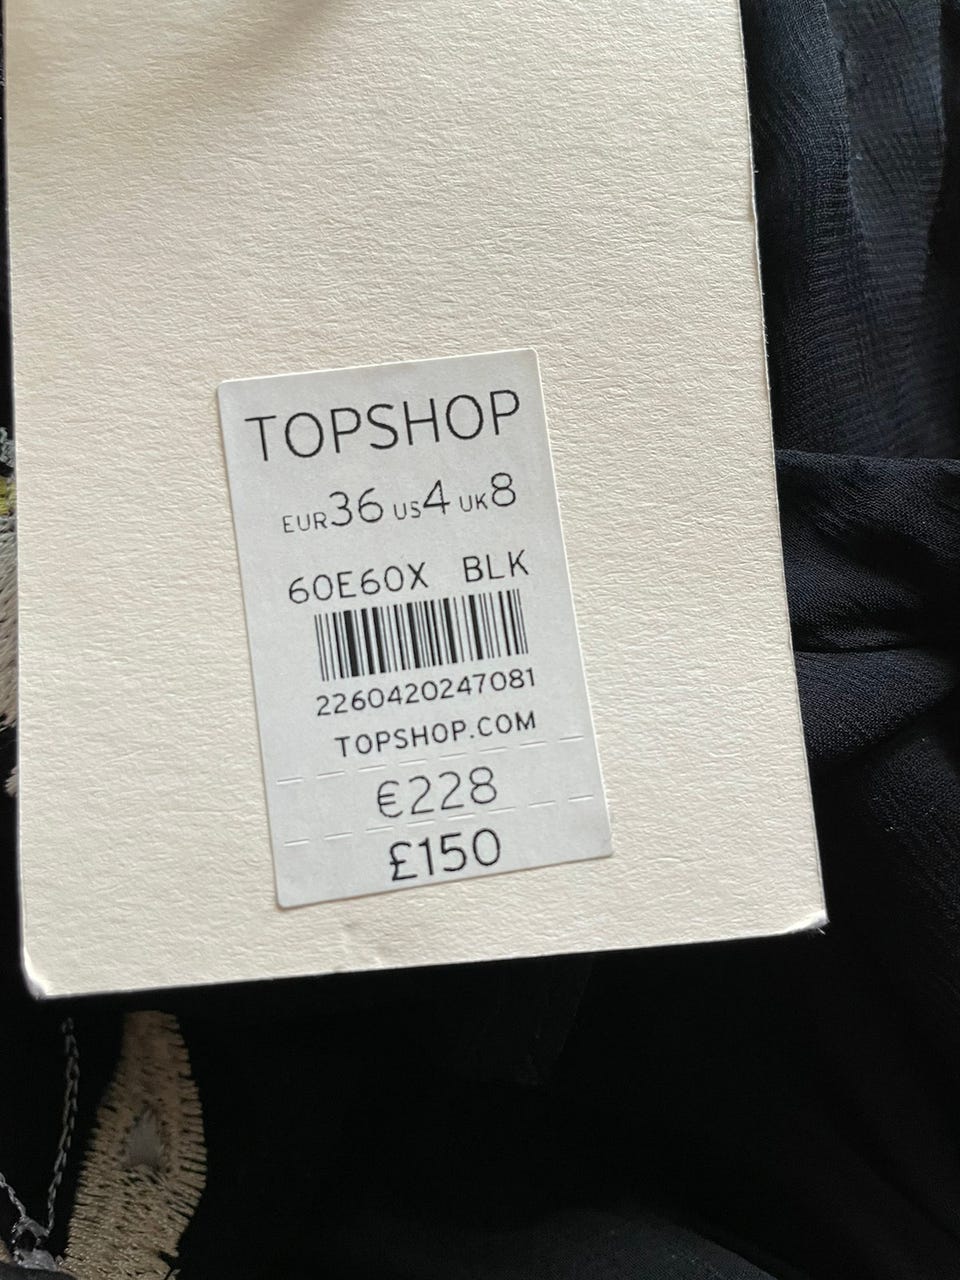 TOPSHOP
EUR36 US4 UK8
60E60X BLK
2260420247081
TOPSHOP.COM
€228
£150